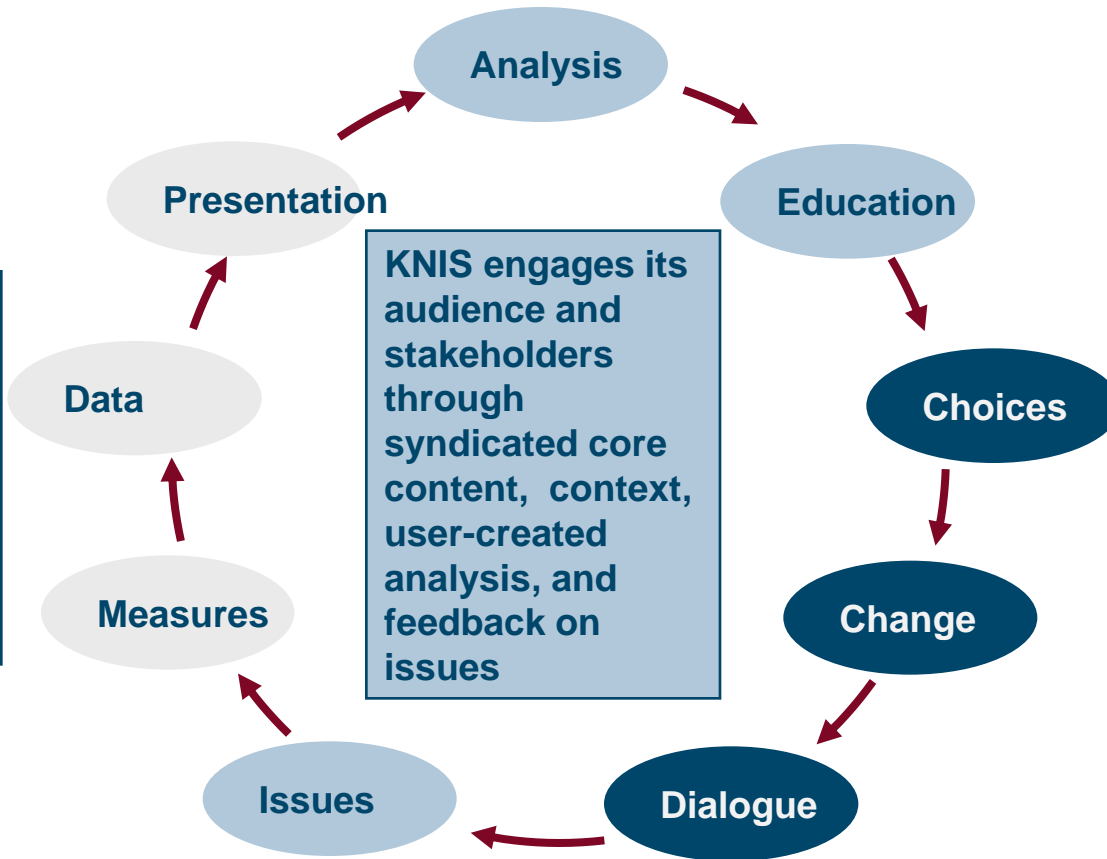 Analysis
Presentation
Education
KNIS engages its
audience and
stakeholders
through
syndicated core
content,  context,
user-created
analysis, and
feedback on
issues
Data
Choices
Measures
Change
Issues
Dialogue